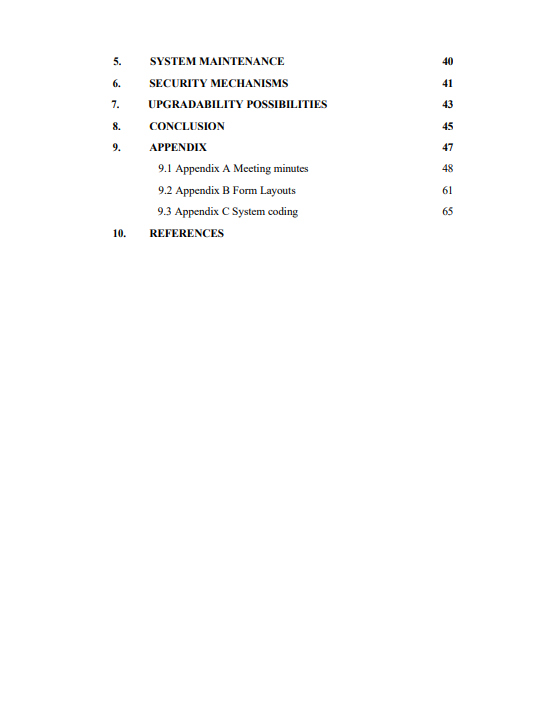 5. SYSTEM MAINTENANCE 40
6. SECURITY MECHANISMS 41
7. UPGRADABILITY POSSIBILITIES 43
8. CONCLUSION 45
9. APPENDIX 47
9.1 Appendix A Meeting minutes 48
9.2 Appendix B Form Layouts 61
9.3 Appendix C System coding 65
10. REFERENCES